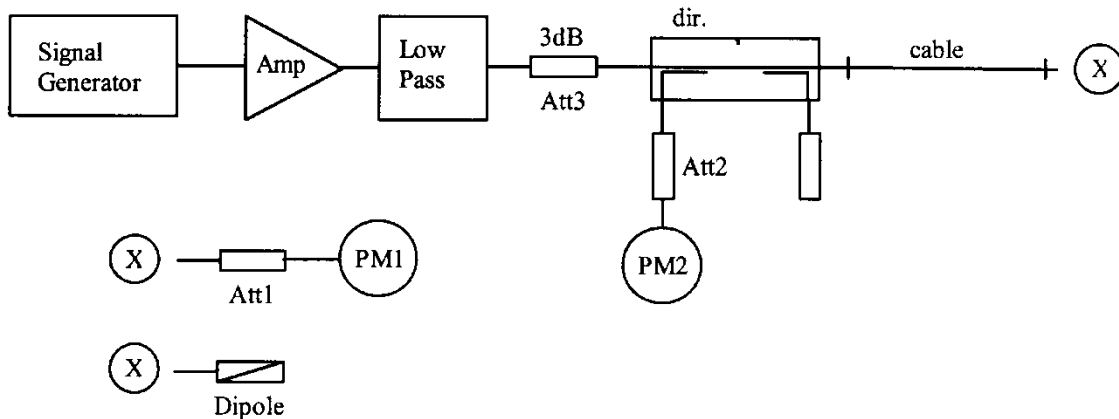 Signal
Generator
Amp
Low
Pass
3dB
Att3
dir.
cable
X
Att2
PM2
X
Att1
PM1
X
Dipole